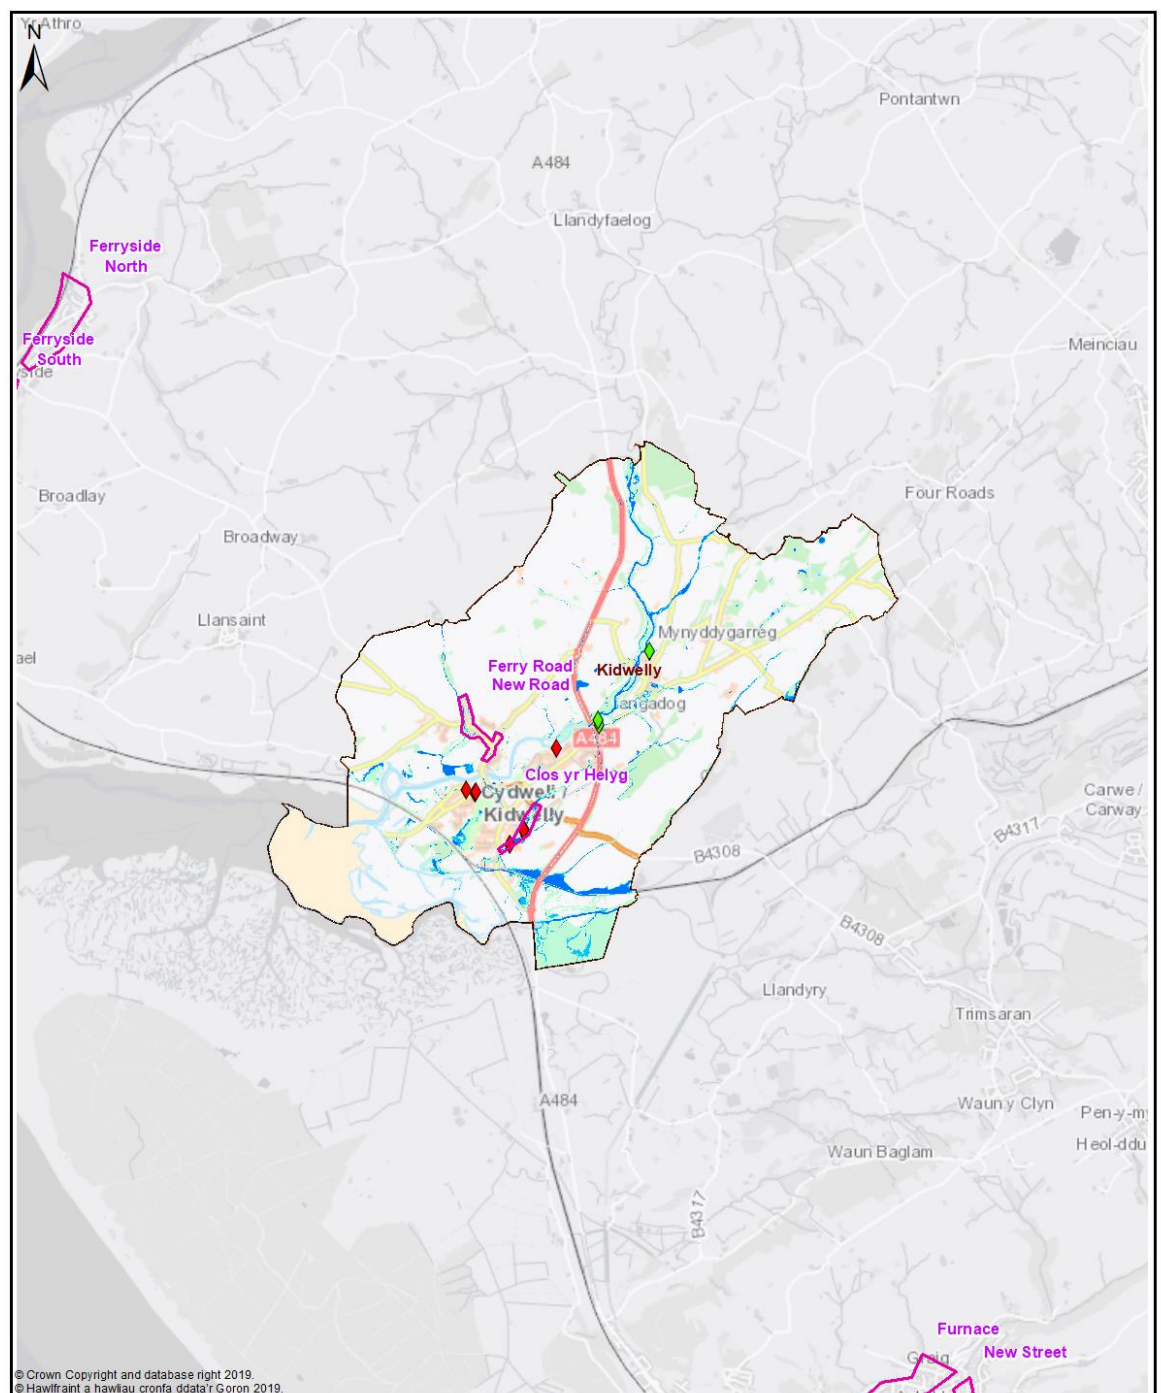 Yr Athro
N
Pontantwn
A484
Llandyfaelog
Ferryside
North
Ferryside
South
Meinciau
Broadlay
Four Roads
Broadway
Llansaint
Mynyddygarreg
Ferry Road
New Road
Kidwelly
Llangadog
A484
Clos yr Helyg
Cydweli /
Kidwelly
Carwe /
Carway
B4317
B4308
B4308
Llandyry
Trimsaran
A484
Waun y Clyn
Waun Baglam
B4317
Furnace
New Street
Graig
© Crown Copyright and database right 2019.
© Hawlfraint a hawliau cronfa ddata'r Goron 2019.